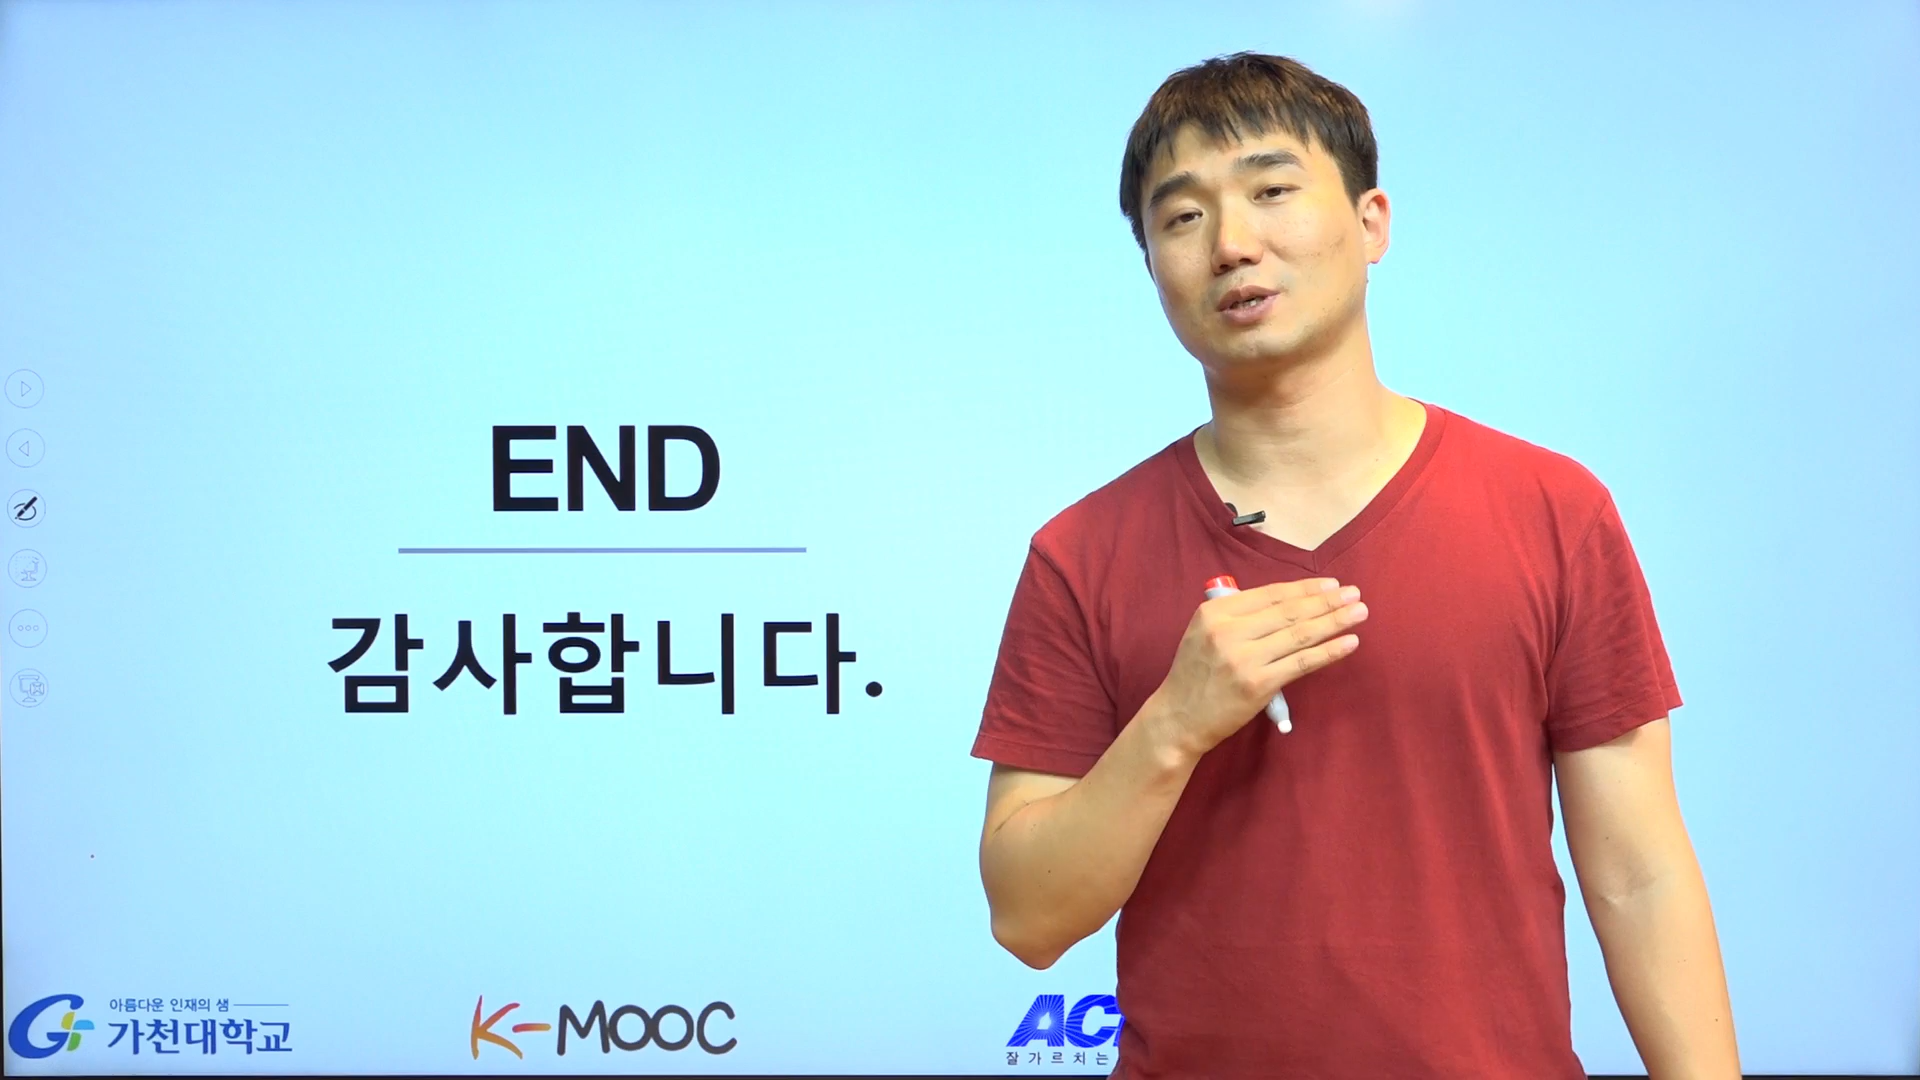 END
감사합니다.
아름다운 인재의 샘
가천대학교
K-MOOC
잘 가르치는